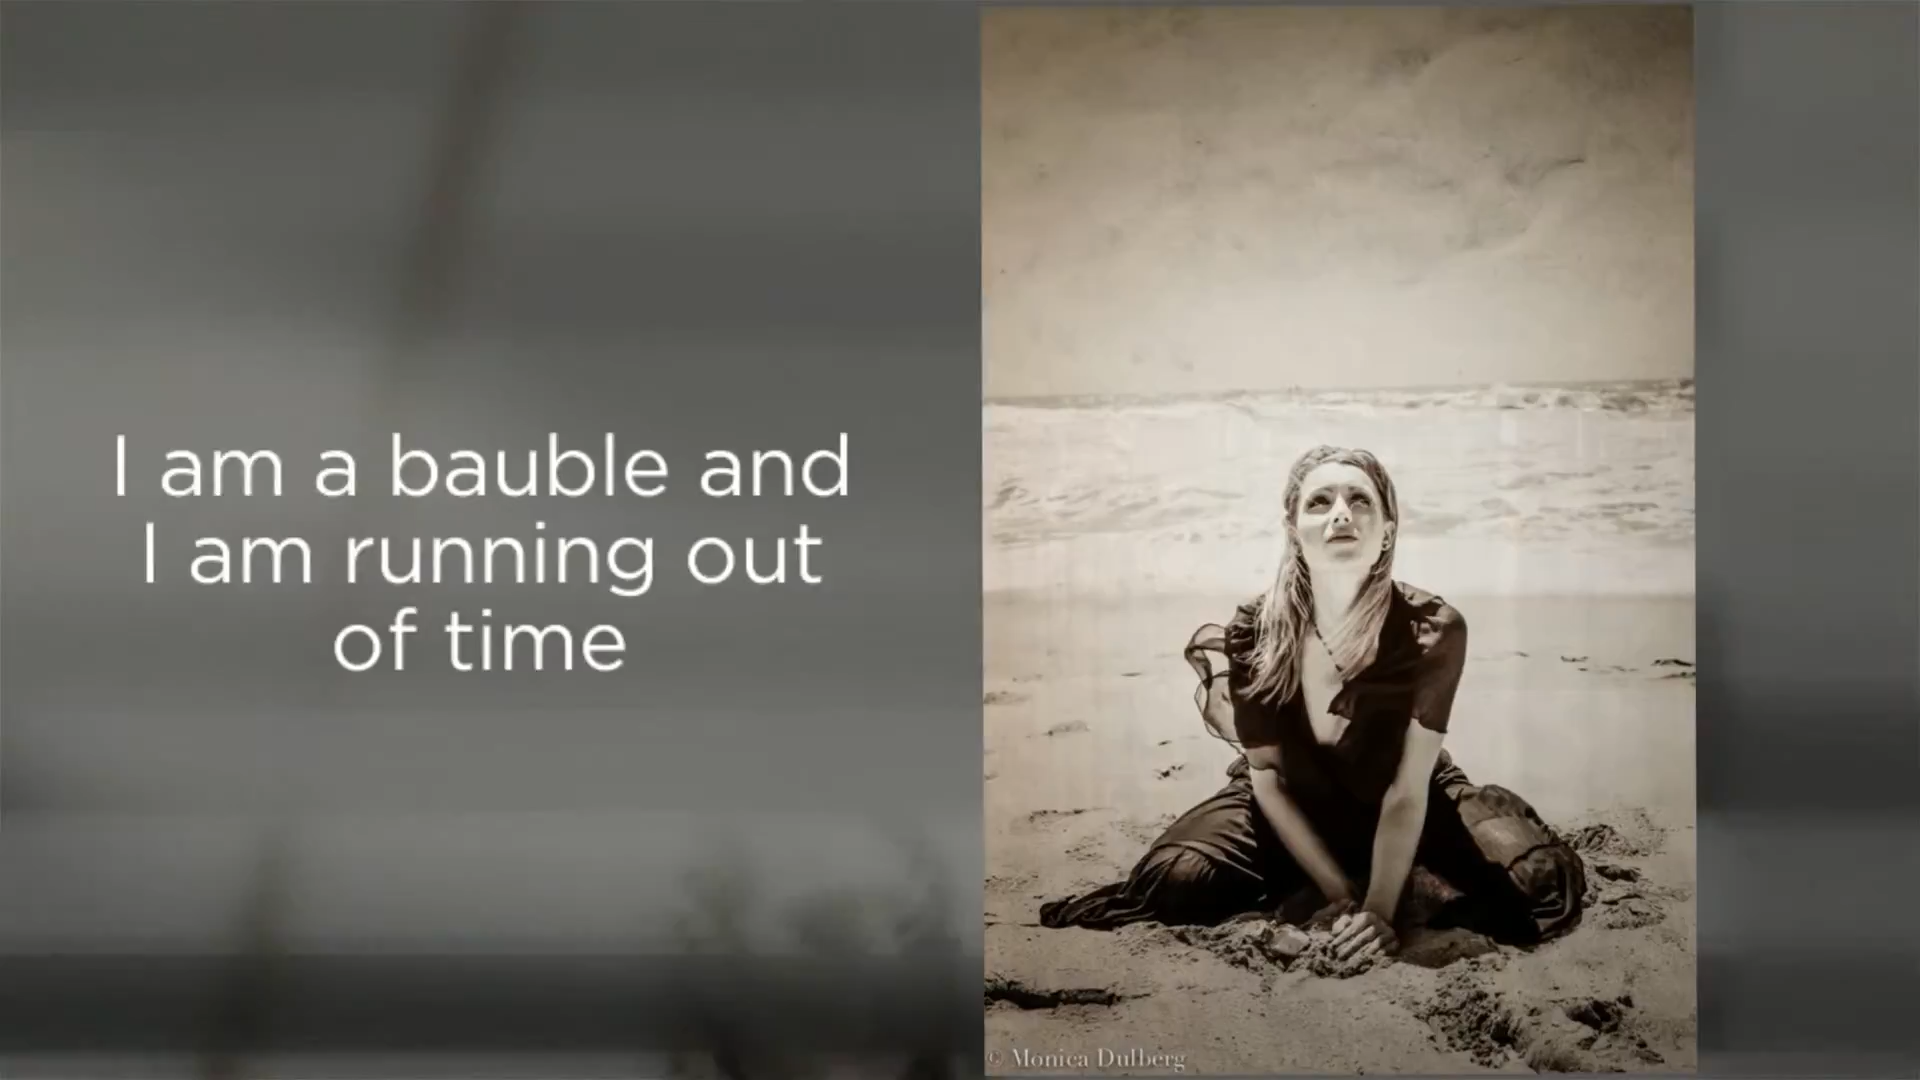 I am a bauble and
I am running out
of time
© Monica Dulberg